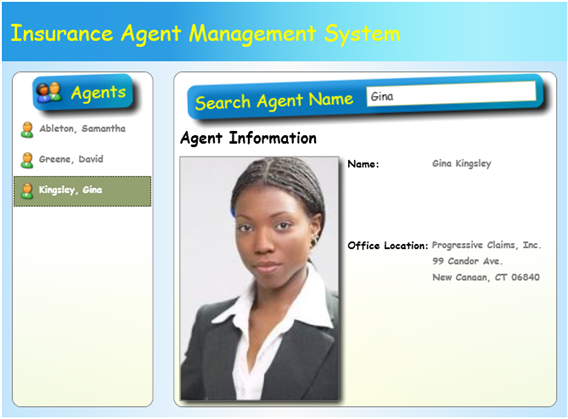 Insurance Agent Management System
Agents
Ableton, Samantha
Greene, David
Kingsley, Gina
Search Agent Name Gina
Agent Information
Name: Gina Kingsley
Office Location: Progressive Claims, Inc.
99 Candor Ave.
New Canaan, CT 06840